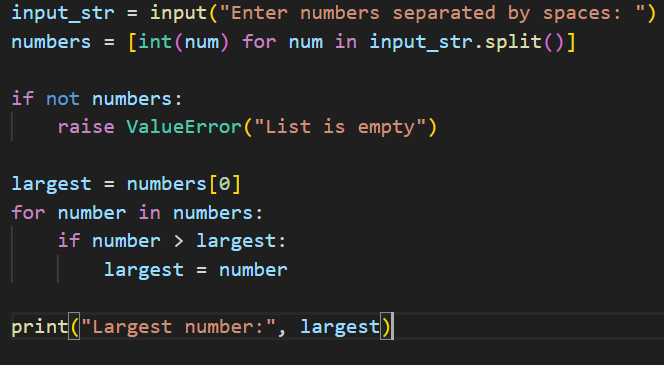 input_str = input("Enter numbers separated by spaces: ")
numbers = [int(num) for num in input_str.split()]

if not numbers:
    raise ValueError("List is empty")

largest = numbers[0]
for number in numbers:
    if number > largest:
        largest = number

print("Largest number:", largest)